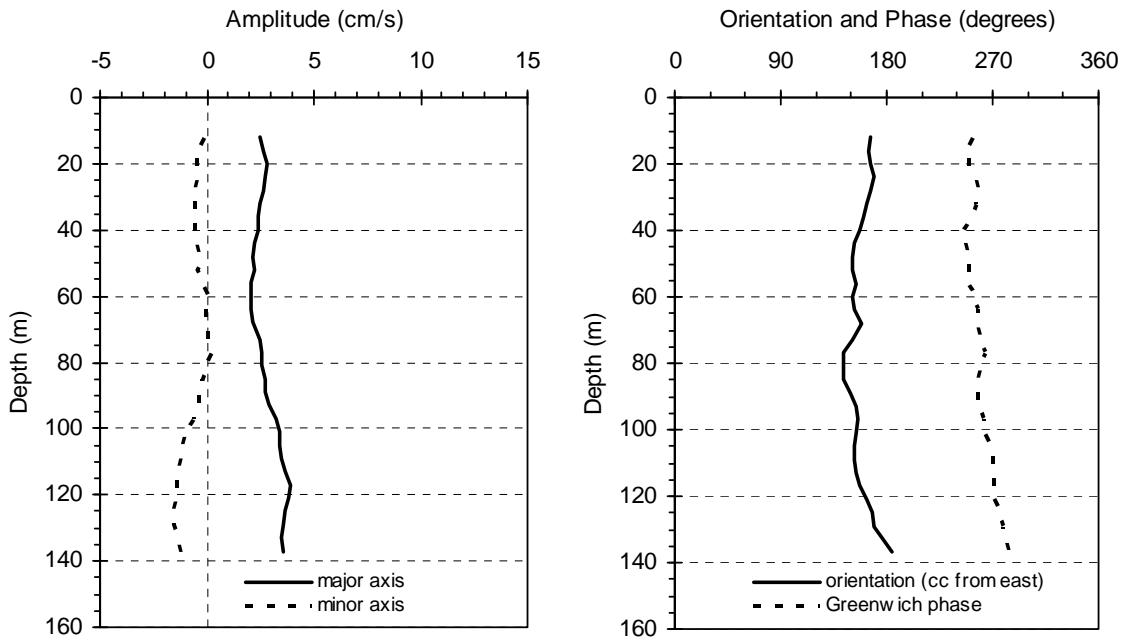 Amplitude (cm/s)
-5 0 5 10 15
0
20
40
60
80
100
120
140
160
Depth (m)
major axis
minor axis
Orientation and Phase (degrees)
0 90 180 270 360
0
20
40
60
80
100
120
140
160
Depth (m)
orientation (cc from east)
Greenwich phase